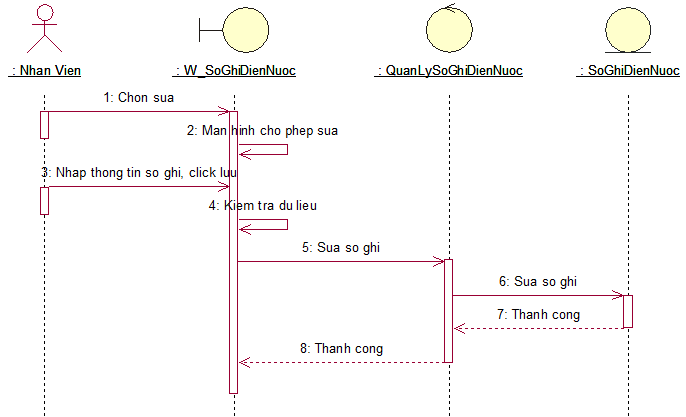 : Nhan Vien
: W_SoGhiDienNuoc
: QuanLySoGhiDienNuoc
: SoGhiDienNuoc
1: Chon sua
2: Man hinh cho phep sua
3: Nhap thong tin so ghi, click luu
4: Kiem tra du lieu
5: Sua so ghi
6: Sua so ghi
7: Thanh cong
8: Thanh cong